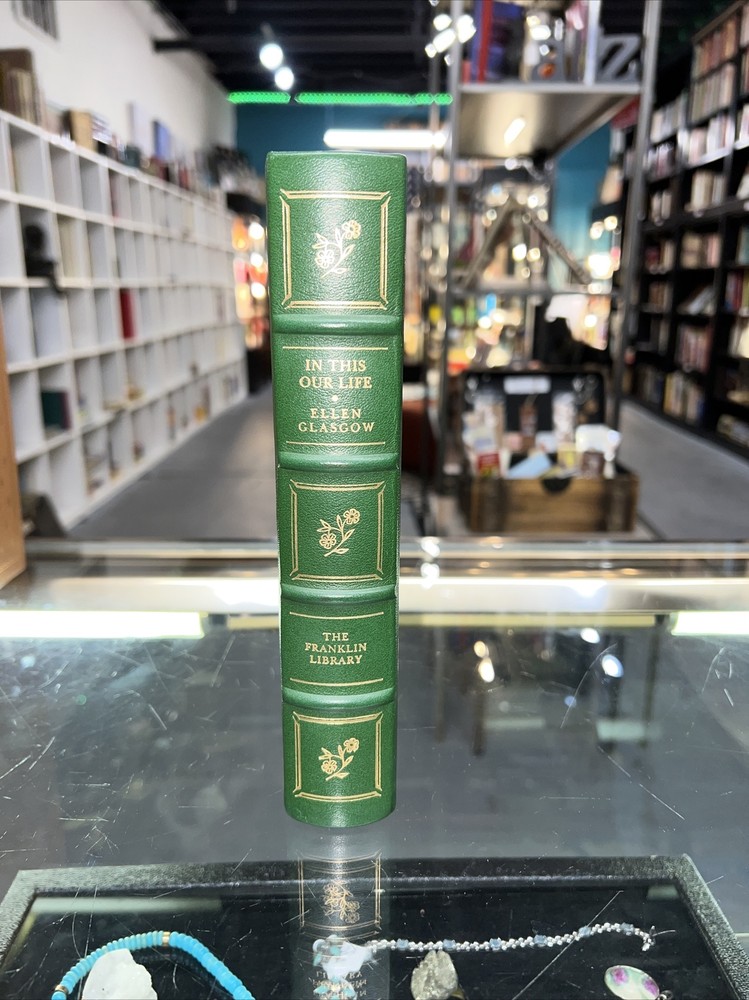 IN THIS
OUR LIFE
ELLEN
GLASGOW
THE
FRANKLIN
LIBRARY